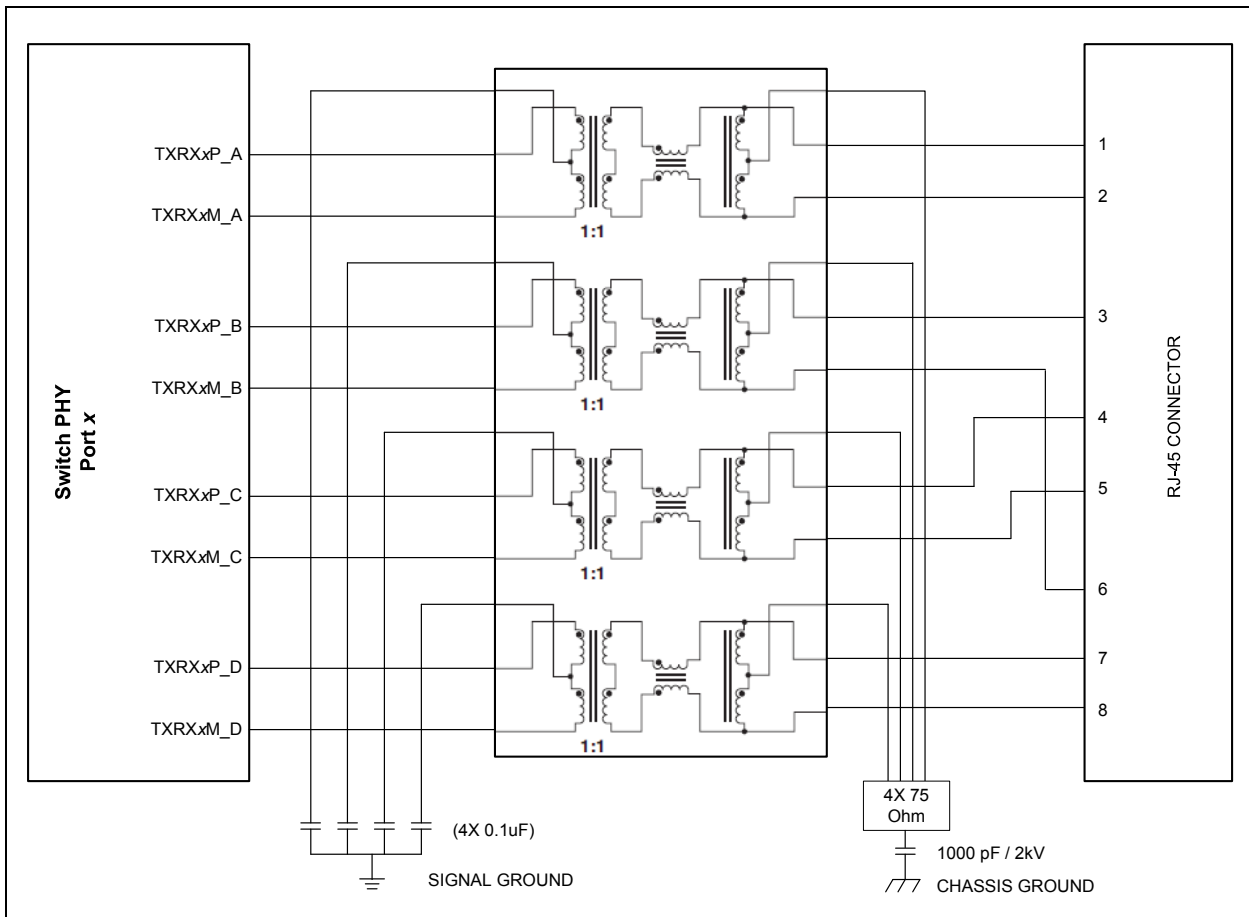 Switch PHY
Port x
TXRXxP_A
TXRXxM_A
TXRXxP_B
TXRXxM_B
TXRXxP_C
TXRXxM_C
TXRXxP_D
TXRXxM_D
1:1
1:1
1:1
1:1
1
2
3
4
5
6
7
8
RJ-45 CONNECTOR
(4X 0.1uF)
SIGNAL GROUND
4X 75
Ohm
1000 pF / 2kV
CHASSIS GROUND